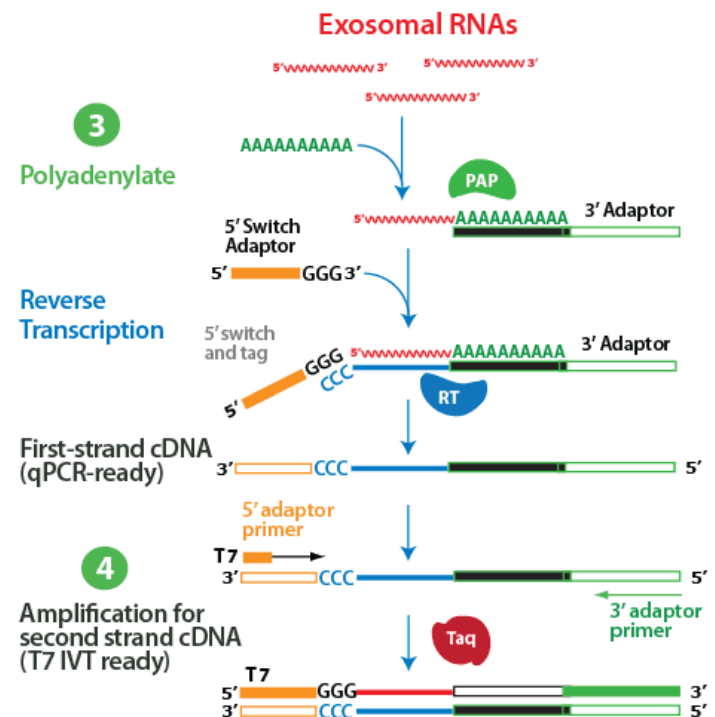 Exosomal RNAs
5' 3'
5' 3'
5' 3'
3
Polyadenylate
AAAAAAAAAA
PAP
5' AAAAAAAAAA
3' Adaptor
5' Switch
Adaptor
5' GGG 3'
Reverse
Transcription
5' switch
and tag
GGG
CCC
5'
5' AAAAAAAAAA
3' Adaptor
RT
First-strand cDNA
(qPCR-ready)
3' CCC 5'
5' adaptor
primer
T7
3' CCC 5'
4
3' adaptor
primer
Amplification for
second strand cDNA
(T7 IVT ready)
Taq
T7
5' GGG 3'
3' CCC 5'